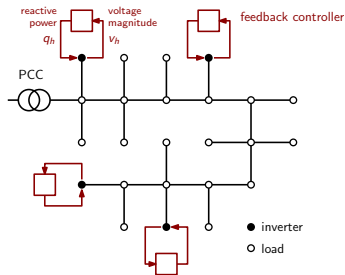 reactive
power
q_h
voltage
magnitude
v_h
feedback controller
PCC
inverter
load